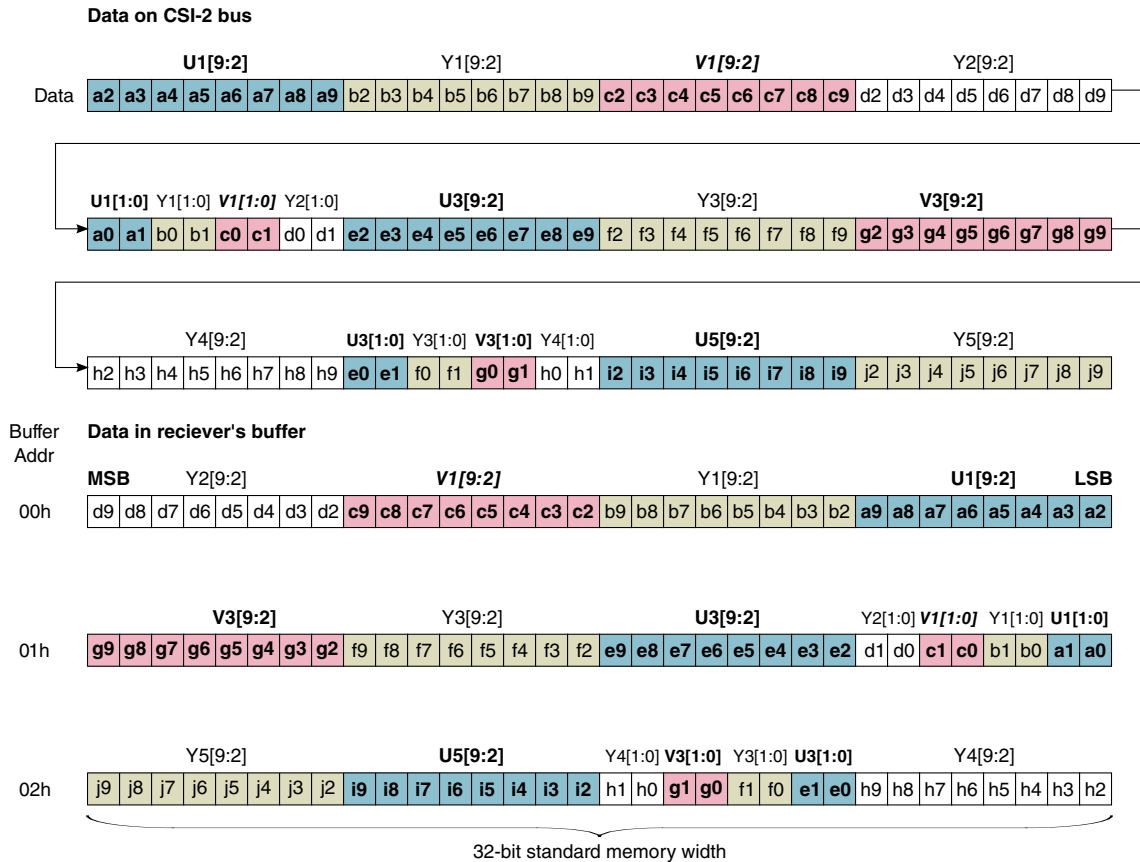 Data on CSI-2 bus
U1[9:2] Y1[9:2] V1[9:2] Y2[9:2]
Data a2 a3 a4 a5 a6 a7 a8 a9 b2 b3 b4 b5 b6 b7 b8 b9 c2 c3 c4 c5 c6 c7 c8 c9 d2 d3 d4 d5 d6 d7 d8 d9
U1[1:0] Y1[1:0] V1[1:0] Y2[1:0] U3[9:2] Y3[9:2] V3[9:2]
a0 a1 b0 b1 c0 c1 d0 d1 e2 e3 e4 e5 e6 e7 e8 e9 f2 f3 f4 f5 f6 f7 f8 f9 g2 g3 g4 g5 g6 g7 g8 g9
Y4[9:2] U3[1:0] Y3[1:0] V3[1:0] Y4[1:0] U5[9:2] Y5[9:2]
h2 h3 h4 h5 h6 h7 h8 h9 e0 e1 f0 f1 g0 g1 h0 h1 i2 i3 i4 i5 i6 i7 i8 i9 j2 j3 j4 j5 j6 j7 j8 j9
Buffer Addr
Data in reciever's buffer
MSB Y2[9:2] V1[9:2] Y1[9:2] U1[9:2] LSB
00h d9 d8 d7 d6 d5 d4 d3 d2 c9 c8 c7 c6 c5 c4 c3 c2 b9 b8 b7 b6 b5 b4 b3 b2 a9 a8 a7 a6 a5 a4 a3 a2
V3[9:2] Y3[9:2] U3[9:2] Y2[1:0] V1[1:0] Y1[1:0] U1[1:0]
01h g9 g8 g7 g6 g5 g4 g3 g2 f9 f8 f7 f6 f5 f4 f3 f2 e9 e8 e7 e6 e5 e4 e3 e2 d1 d0 c1 c0 b1 b0 a1 a0
Y5[9:2] U5[9:2] Y4[1:0] V3[1:0] Y3[1:0] U3[1:0] Y4[9:2]
02h j9 j8 j7 j6 j5 j4 j3 j2 i9 i8 i7 i6 i5 i4 i3 i2 h1 h0 g1 g0 f1 f0 e1 e0 h9 h8 h7 h6 h5 h4 h3 h2
32-bit standard memory width